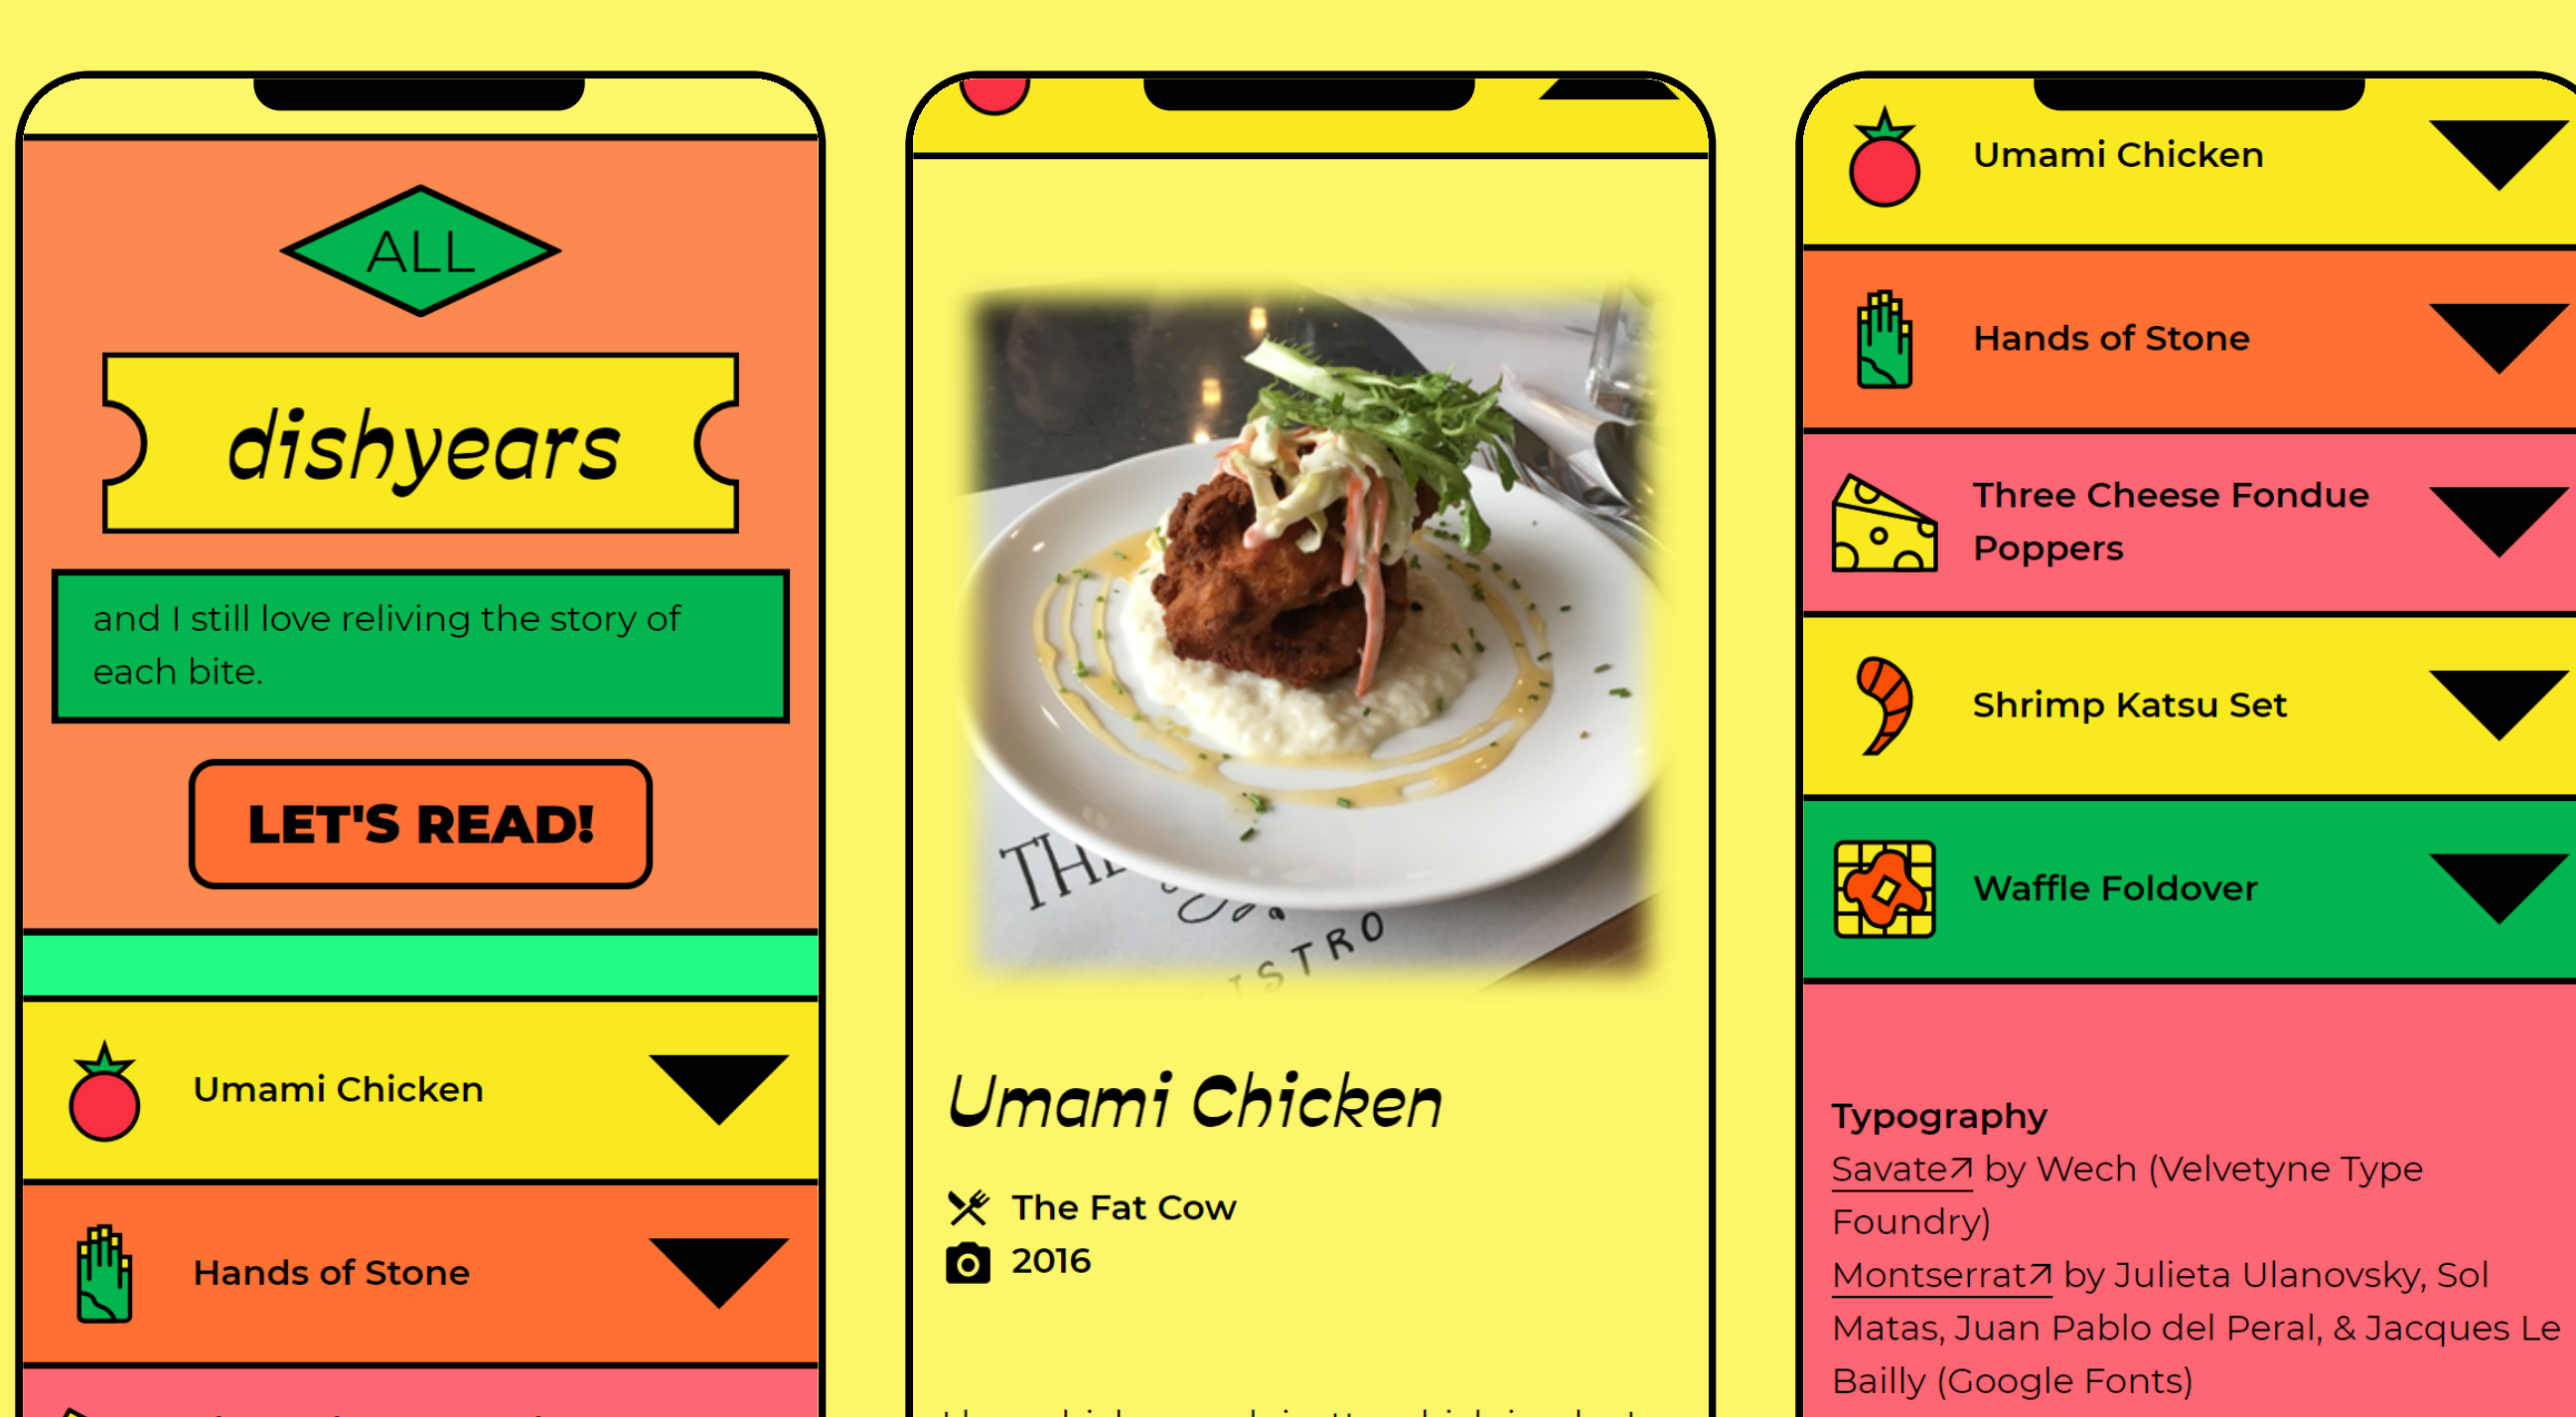 ALL
dishyears
and I still love reliving the story of
each bite.
LET'S READ!
Umami Chicken
Hands of Stone
THE
ISTRO
Umami Chicken
The Fat Cow
2016
Umami Chicken
Hands of Stone
Three Cheese Fondue
Poppers
Shrimp Katsu Set
Waffle Foldover
Typography
Savate↗ by Wech (Velvetyne Type
Foundry)
Montserrat↗ by Julieta Ulanovsky, Sol
Matas, Juan Pablo del Peral, & Jacques Le
Bailly (Google Fonts)